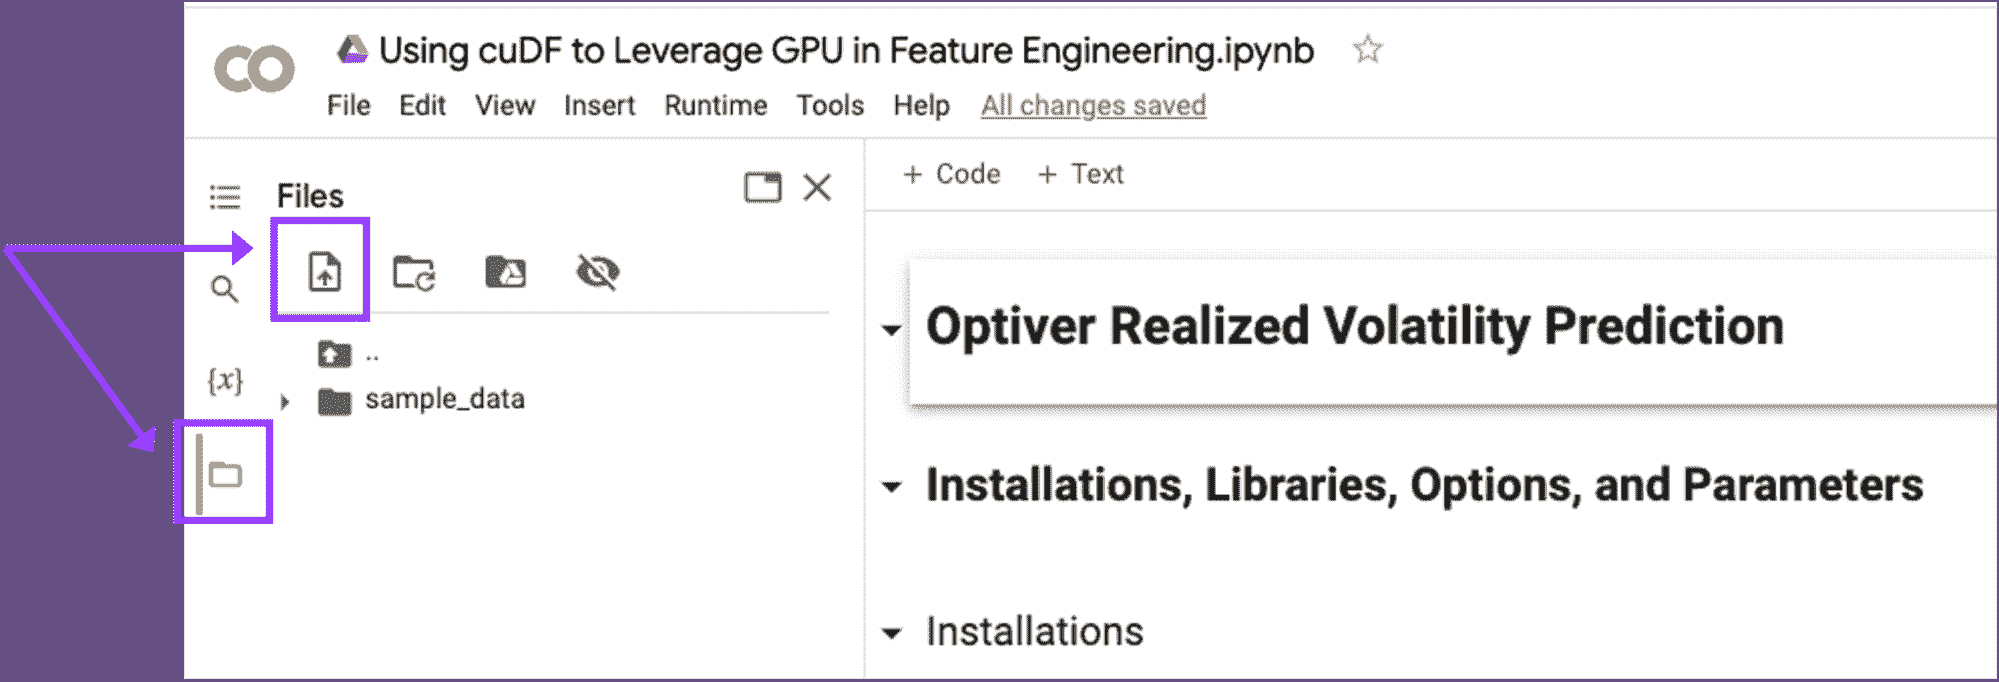 CO
Using cuDF to Leverage GPU in Feature Engineering.ipynb
File Edit View Insert Runtime Tools Help All changes saved
Files
+ Code + Text
{x}
..
sample_data
Optiver Realized Volatility Prediction
Installations, Libraries, Options, and Parameters
Installations